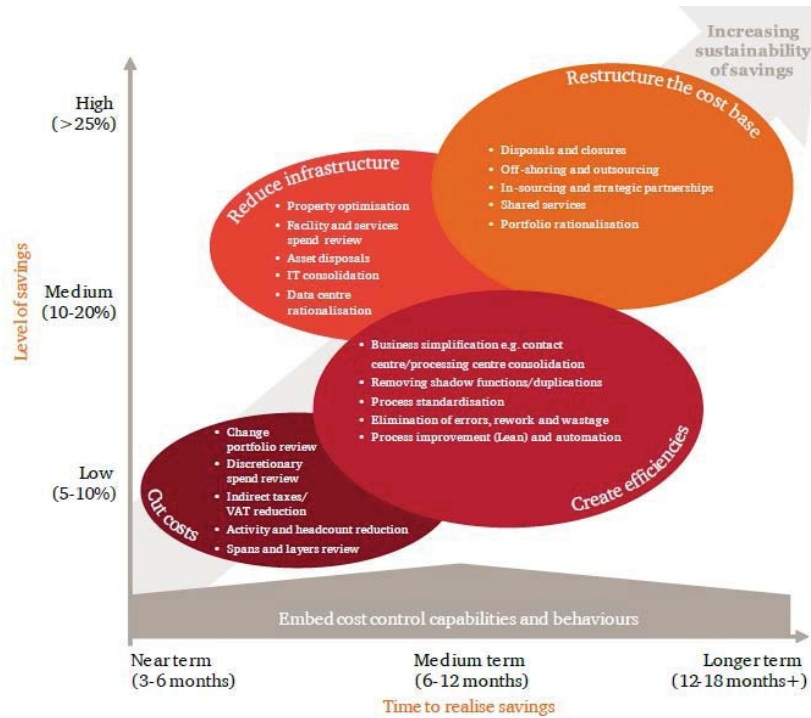 Increasing
sustainability
of savings
High
(>25%)
Medium
(10-20%)
Low
(5-10%)
Level of savings
Restructure the cost base
• Disposals and closures
• Off-shoring and outsourcing
• In-sourcing and strategic partnerships
• Shared services
• Portfolio rationalisation
Reduce infrastructure
• Property optimisation
• Facility and services
spend review
• Asset disposals
• IT consolidation
• Data centre
rationalisation
• Business simplification e.g. contact
centre/processing centre consolidation
• Removing shadow functions/duplications
• Process standardisation
• Elimination of errors, rework and wastage
• Process improvement (Lean) and automation
Create efficiencies
• Change
portfolio review
• Discretionary
spend review
• Indirect taxes/
VAT reduction
• Activity and headcount reduction
• Spans and layers review
Cut costs
Embed cost control capabilities and behaviours
Near term
(3-6 months)
Medium term
(6-12 months)
Longer term
(12-18 months+)
Time to realise savings